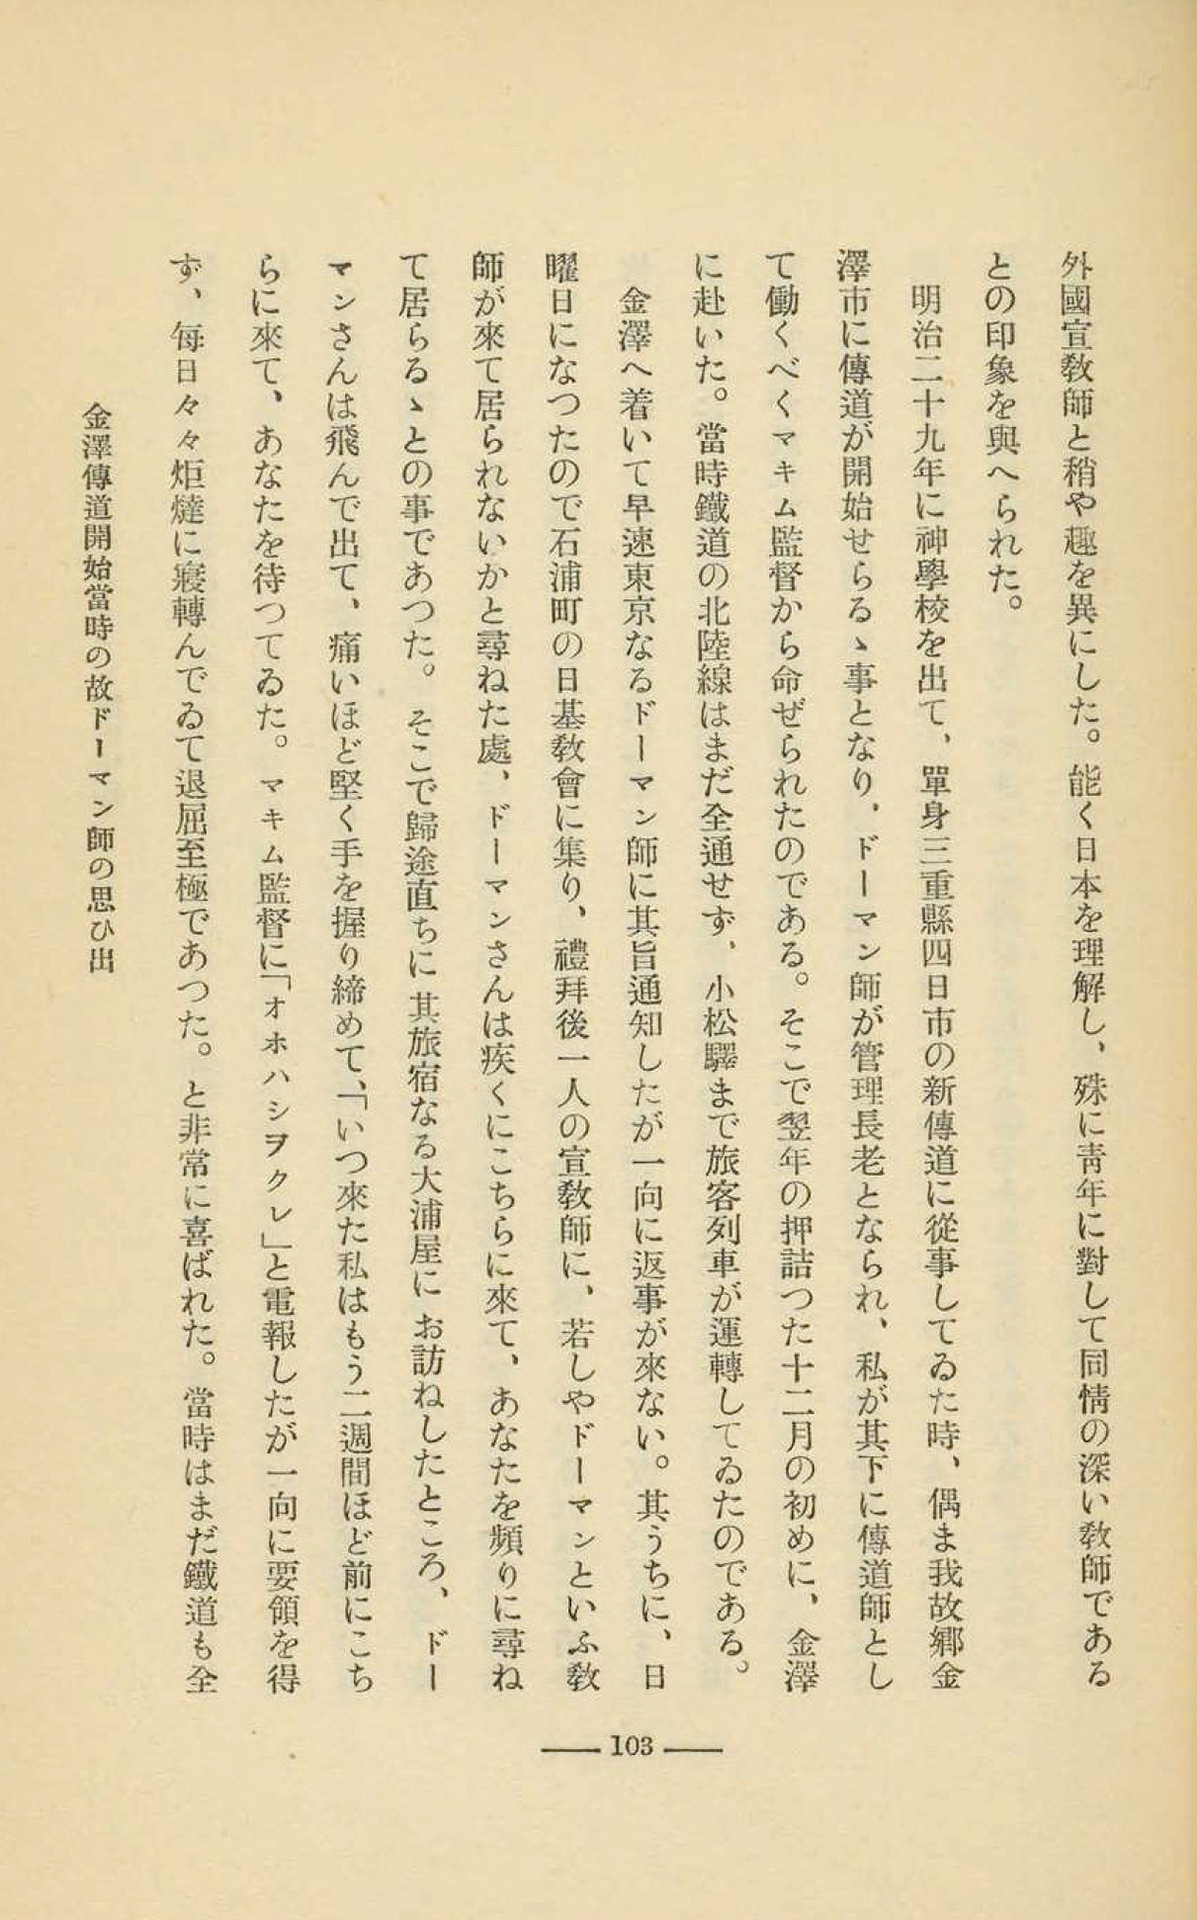 外國宣敎師と稍や趣を異にした。能く日本を理解し、殊に靑年に對して同情の深い敎師である
との印象を與へられた。
明治二十九年に神學校を出て、單身三重縣四日市の新傳道に從事してゐた時、偶ま我故鄕金
澤市に傳道が開始せらるゝ事となり、ドーマン師が管理長老となられ、私が其下に傳道師とし
て働くべくマキム監督から命ぜられたのである。そこで翌年の押詰つた十二月の初めに、金澤
に赴いた。當時鐵道の北陸線はまだ全通せず、小松驛まで旅客列車が運轉してゐたのである。
金澤へ着いて早速東京なるドーマン師に其旨通知したが一向に返事が來ない。其うちに、日
曜日になつたので石浦町の日基敎會に集り、禮拜後一人の宣敎師に、若しやドーマンといふ敎
師が來て居られないかと尋ねた處、ドーマンさんは疾くにこちらに來て、あなたを頻りに尋ね
て居らるゝとの事であつた。そこで歸途直ちに其旅宿なる大浦屋にお訪ねしたところ、ドー
マンさんは飛んで出て、痛いほど堅く手を握り締めて、「いつ來た私はもう二週間ほど前にこち
らに來て、あなたを待つてゐた。マキム監督に「オホハシヲクレ」と電報したが一向に要領を得
ず、每日々々炬燵に寢轉んでゐて退屈至極であつた。と非常に喜ばれた。當時はまだ鐵道も全
金澤傳道開始當時の故ドーマン師の思ひ出
103